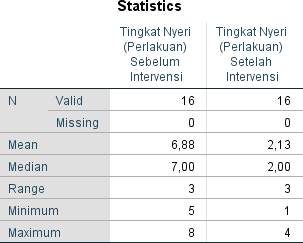 Statistics
Tingkat Nyeri Tingkat Nyeri
(Perlakuan) (Perlakuan)
Sebelum Setelah
Intervensi Intervensi
N Valid 16 16
Missing 0 0
Mean 6,88 2,13
Median 7,00 2,00
Range 3 3
Minimum 5 1
Maximum 8 4